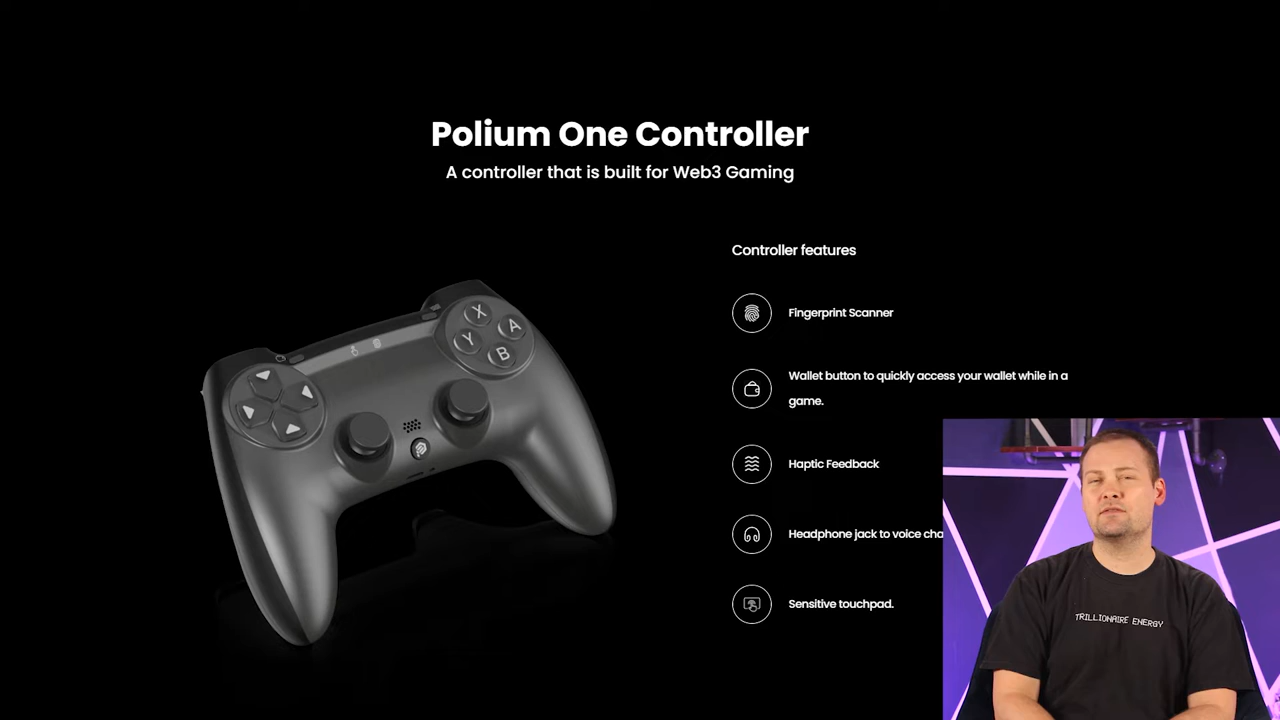 Polium One Controller
A controller that is built for Web3 Gaming
Controller features
Fingerprint Scanner
Wallet button to quickly access your wallet while in a
game.
Haptic Feedback
Headphone jack to voice
Sensitive touchpad.
X
A
Y
B
TRILLIONAIRE ENERGY